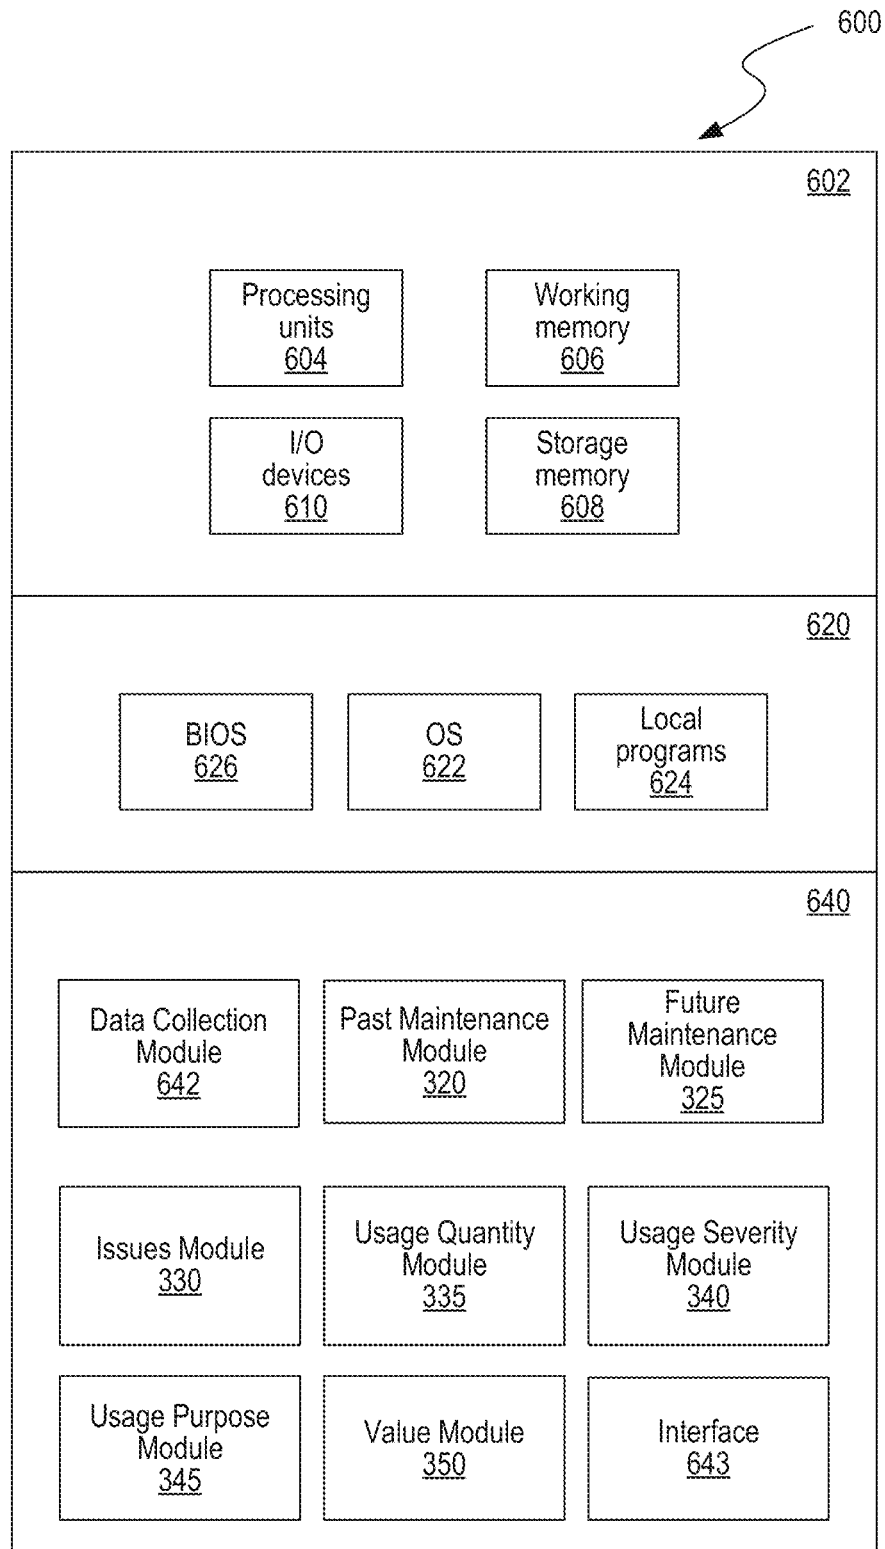 600
602
Processing
units
604
Working
memory
606
I/O
devices
610
Storage
memory
608
620
BIOS
626
OS
622
Local
programs
624
640
Data Collection
Module
642
Past Maintenance
Module
320
Future
Maintenance
Module
325
Issues Module
330
Usage Quantity
Module
335
Usage Severity
Module
340
Usage Purpose
Module
345
Value Module
350
Interface
643